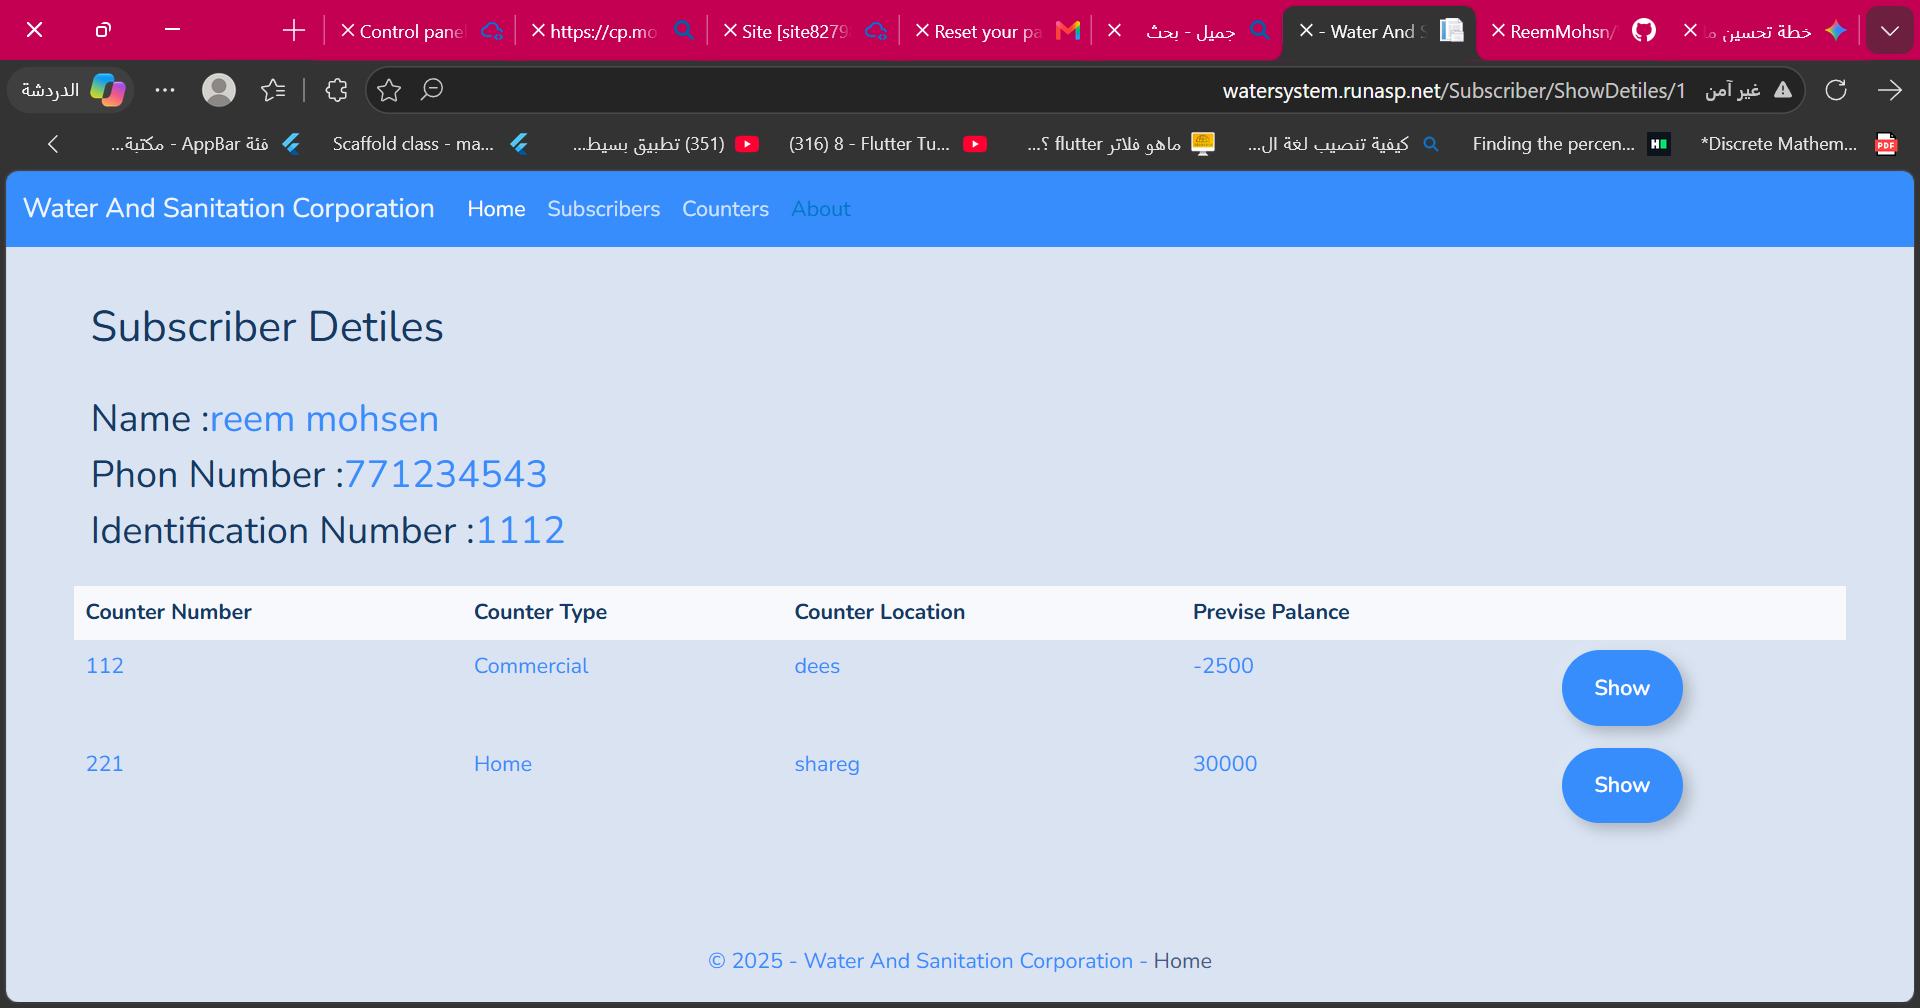 Control pane
https://cp.mo
Site [site8279
Reset your pa
جميل - بحث
- Water And S
ReemMohsn/
خطة تحسين ما
الدردشة
watersystem.runasp.net/Subscriber/ShowDetiles/1
غير آمن
فئة AppBar - مكتبة...
Scaffold class - ma...
(351) تطبيق بسيط...
(316) 8 - Flutter Tu...
ماهو فلاتر flutter ؟...
كيفية تنصيب لغة ال...
Finding the percen...
*Discrete Mathem...
PDF
Water And Sanitation Corporation Home Subscribers Counters About
Subscriber Detiles
Name :reem mohsen
Phon Number :771234543
Identification Number :1112
Counter Number Counter Type Counter Location Previse Palance
112 Commercial dees -2500 Show
221 Home shareg 30000 Show
© 2025 - Water And Sanitation Corporation - Home